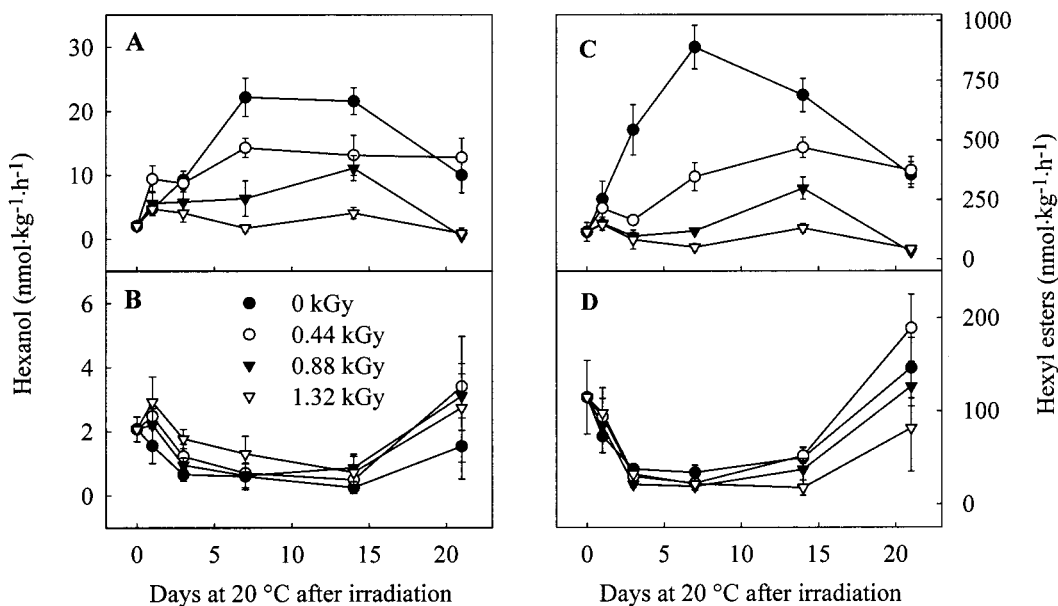 A
30
20
10
0
Hexanol (nmol·kg⁻¹·h⁻¹)
B
6
4
2
0
0 kGy
0.44 kGy
0.88 kGy
1.32 kGy
0 5 10 15 20
Days at 20 °C after irradiation
C
1000
750
500
250
0
Hexyl esters (nmol·kg⁻¹·h⁻¹)
D
200
100
0
0 5 10 15 20
Days at 20 °C after irradiation